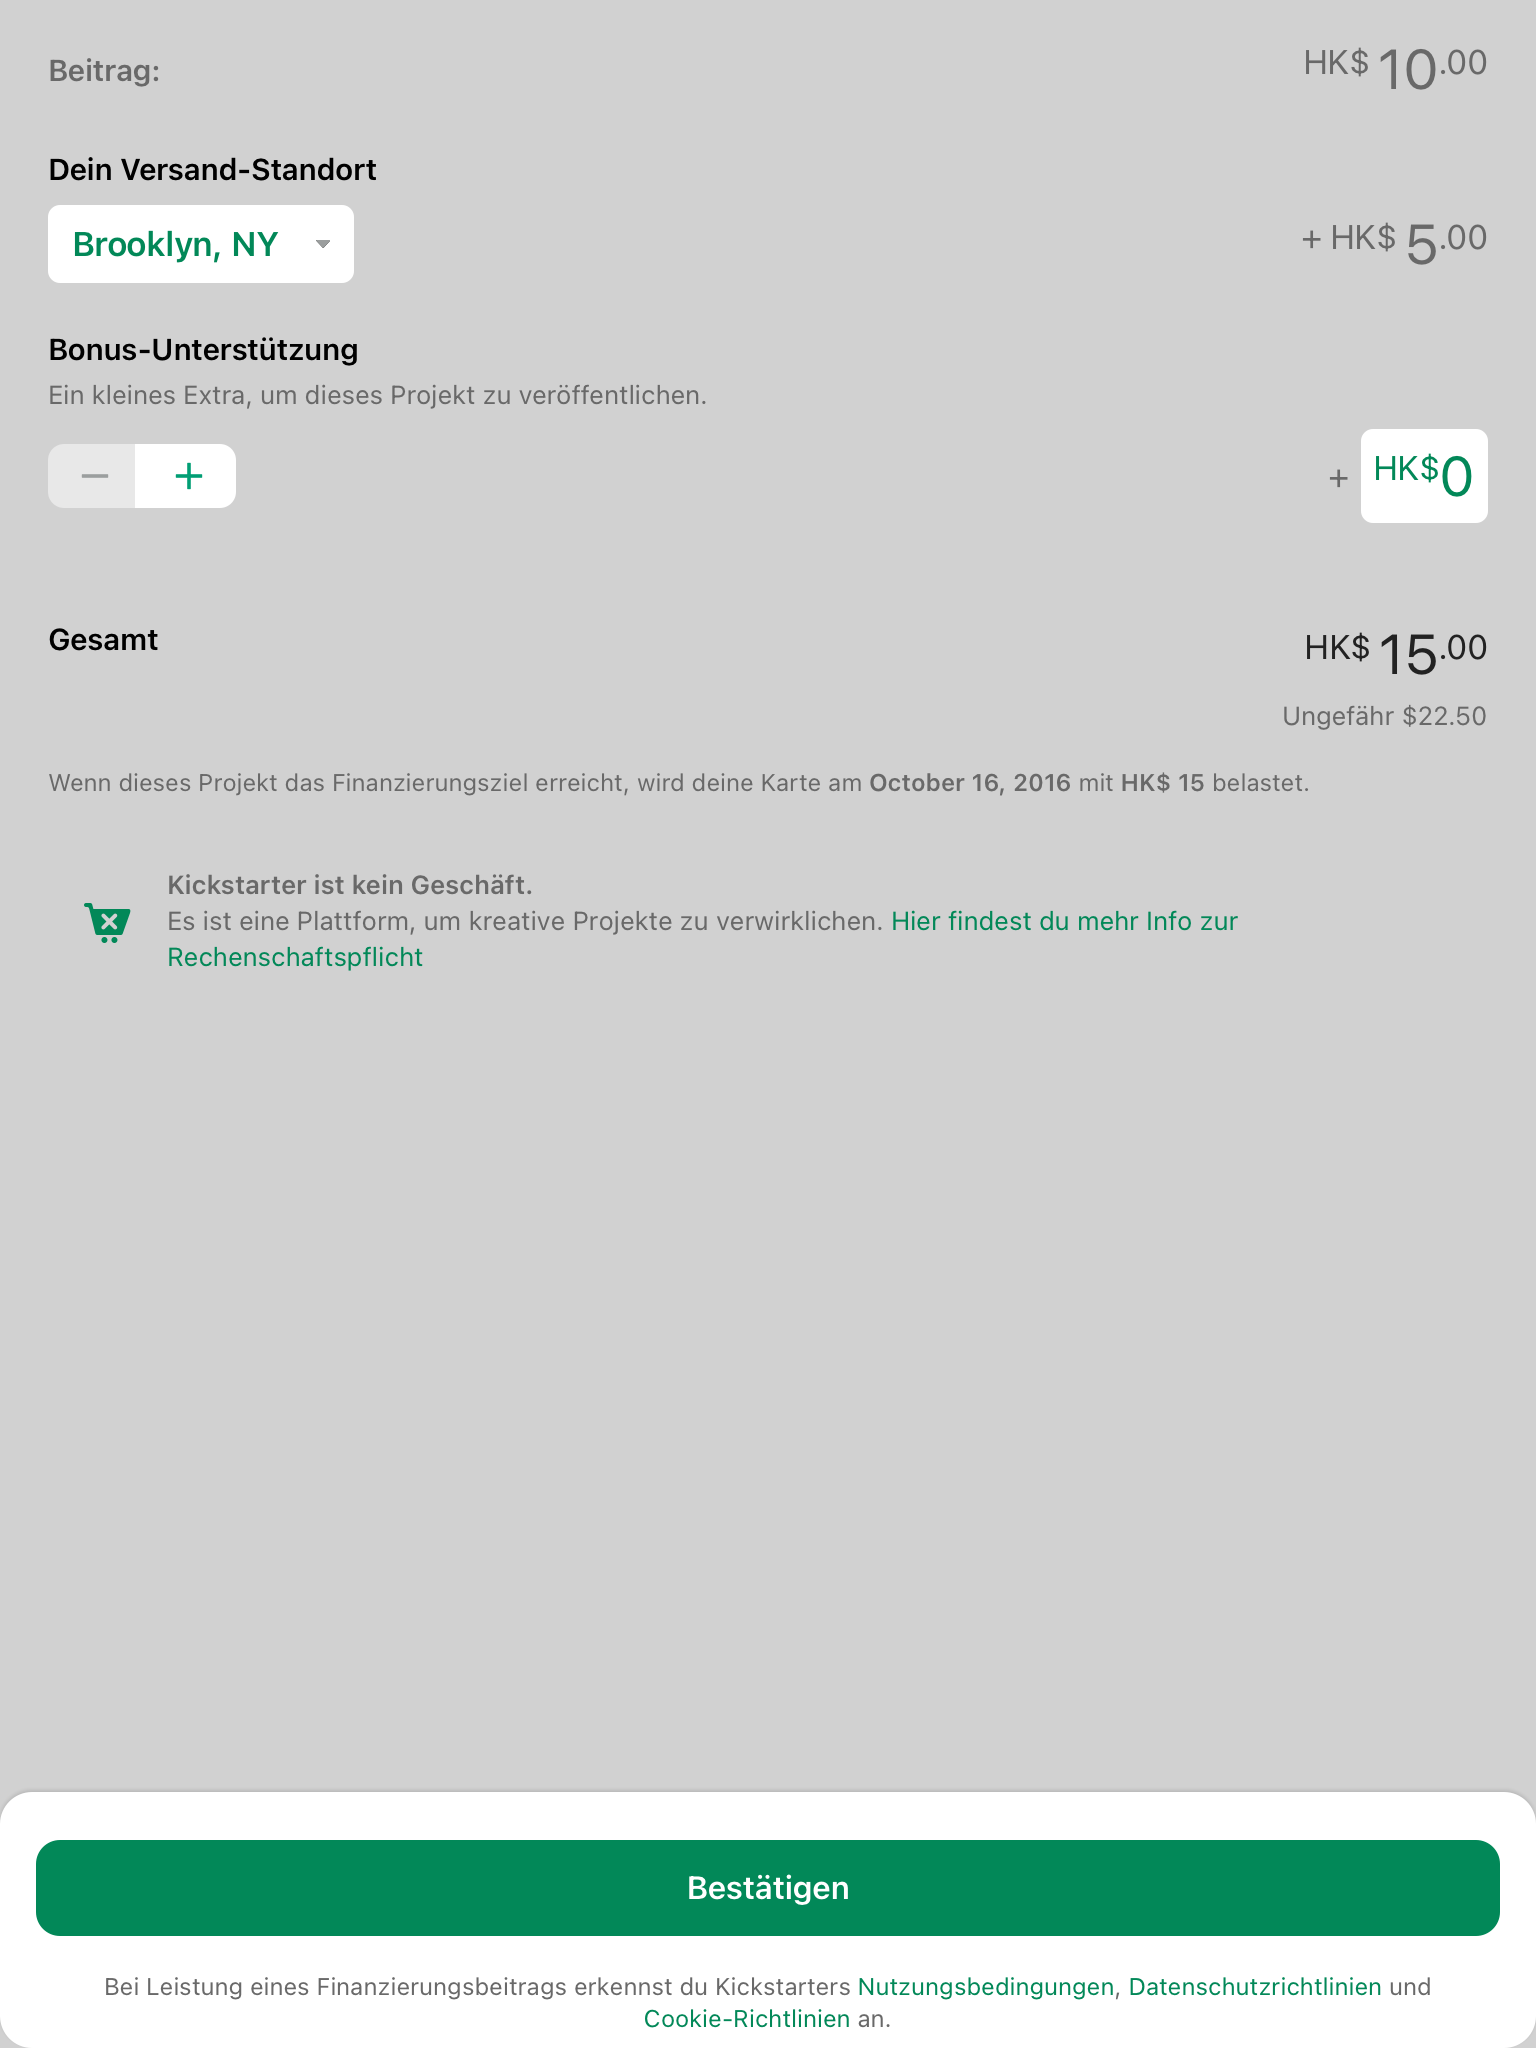 Beitrag:
HK$ 10.00
Dein Versand-Standort
Brooklyn, NY
+ HK$ 5.00
Bonus-Unterstützung
Ein kleines Extra, um dieses Projekt zu veröffentlichen.
+ HK$0
Gesamt
HK$ 15.00
Ungefähr $22.50
Wenn dieses Projekt das Finanzierungsziel erreicht, wird deine Karte am October 16, 2016 mit HK$ 15 belastet.
Kickstarter ist kein Geschäft.
Es ist eine Plattform, um kreative Projekte zu verwirklichen. Hier findest du mehr Info zur
Rechenschaftspflicht
Bestätigen
Bei Leistung eines Finanzierungsbeitrags erkennst du Kickstarters Nutzungsbedingungen, Datenschutzrichtlinien und
Cookie-Richtlinien an.